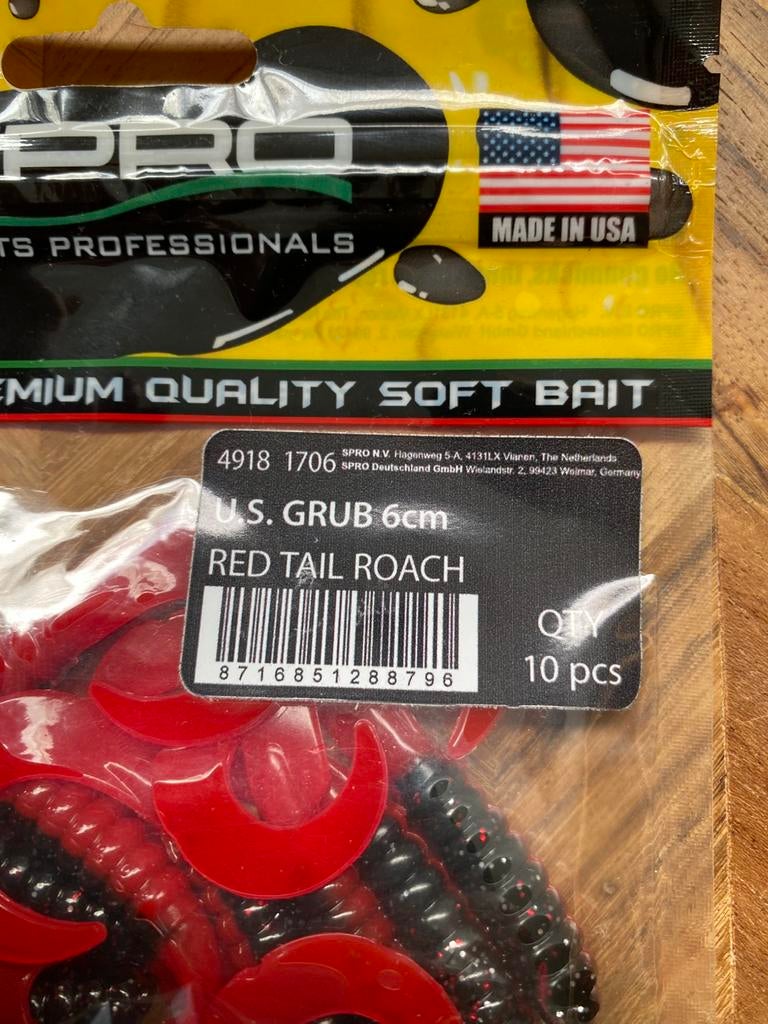 PRO
TS PROFESSIONALS
MADE IN USA
EMIUM QUALITY SOFT BAIT
4918 1706 SPRO N.V. Hagenweg 5-A, 4131LX Vianen, The Netherlands
SPRO Deutschland GmbH Wielandstr. 2, 99423 Weimar, Germany
U.S. GRUB 6cm
RED TAIL ROACH
QTY
10 pcs
8716851288796